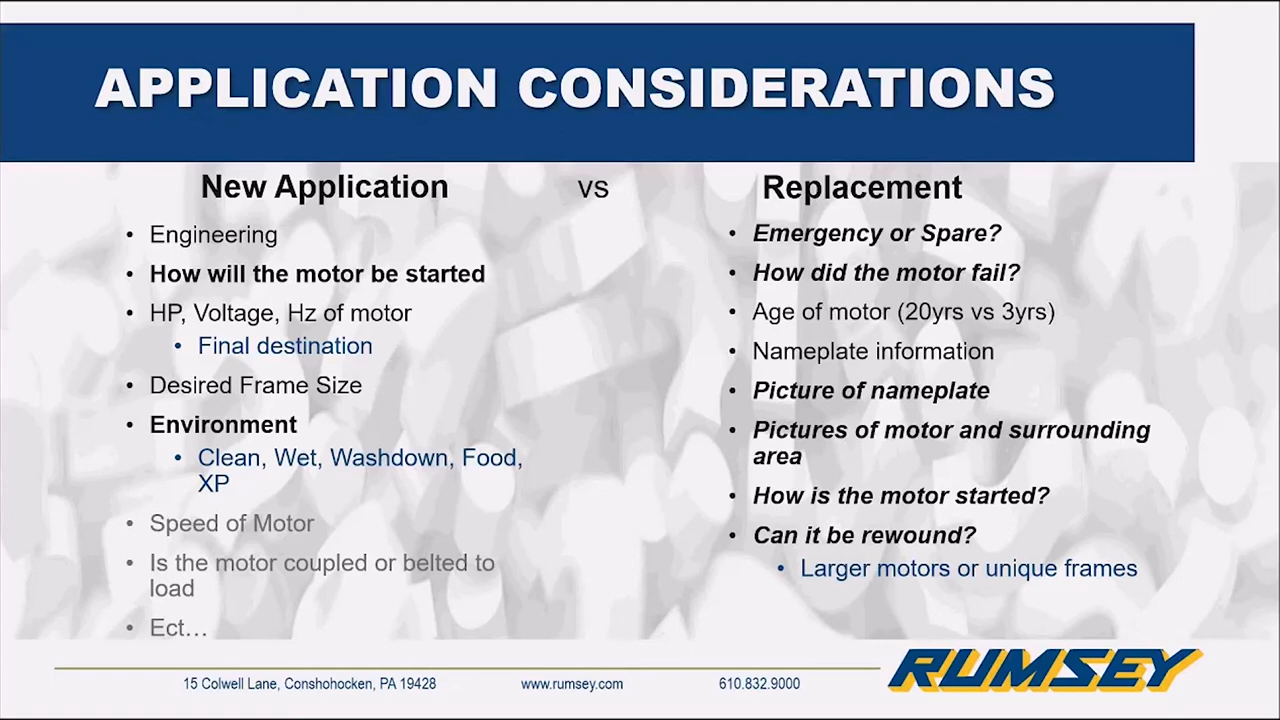 APPLICATION CONSIDERATIONS
New Application vs Replacement
• Engineering
• How will the motor be started
• HP, Voltage, Hz of motor
• Final destination
• Desired Frame Size
• Environment
• Clean, Wet, Washdown, Food,
XP
• Speed of Motor
• Is the motor coupled or belted to
load
• Ect…
• Emergency or Spare?
• How did the motor fail?
• Age of motor (20yrs vs 3yrs)
• Nameplate information
• Picture of nameplate
• Pictures of motor and surrounding
area
• How is the motor started?
• Can it be rewound?
• Larger motors or unique frames
15 Colwell Lane, Conshohocken, PA 19428 www.rumsey.com 610.832.9000
RUMSEY